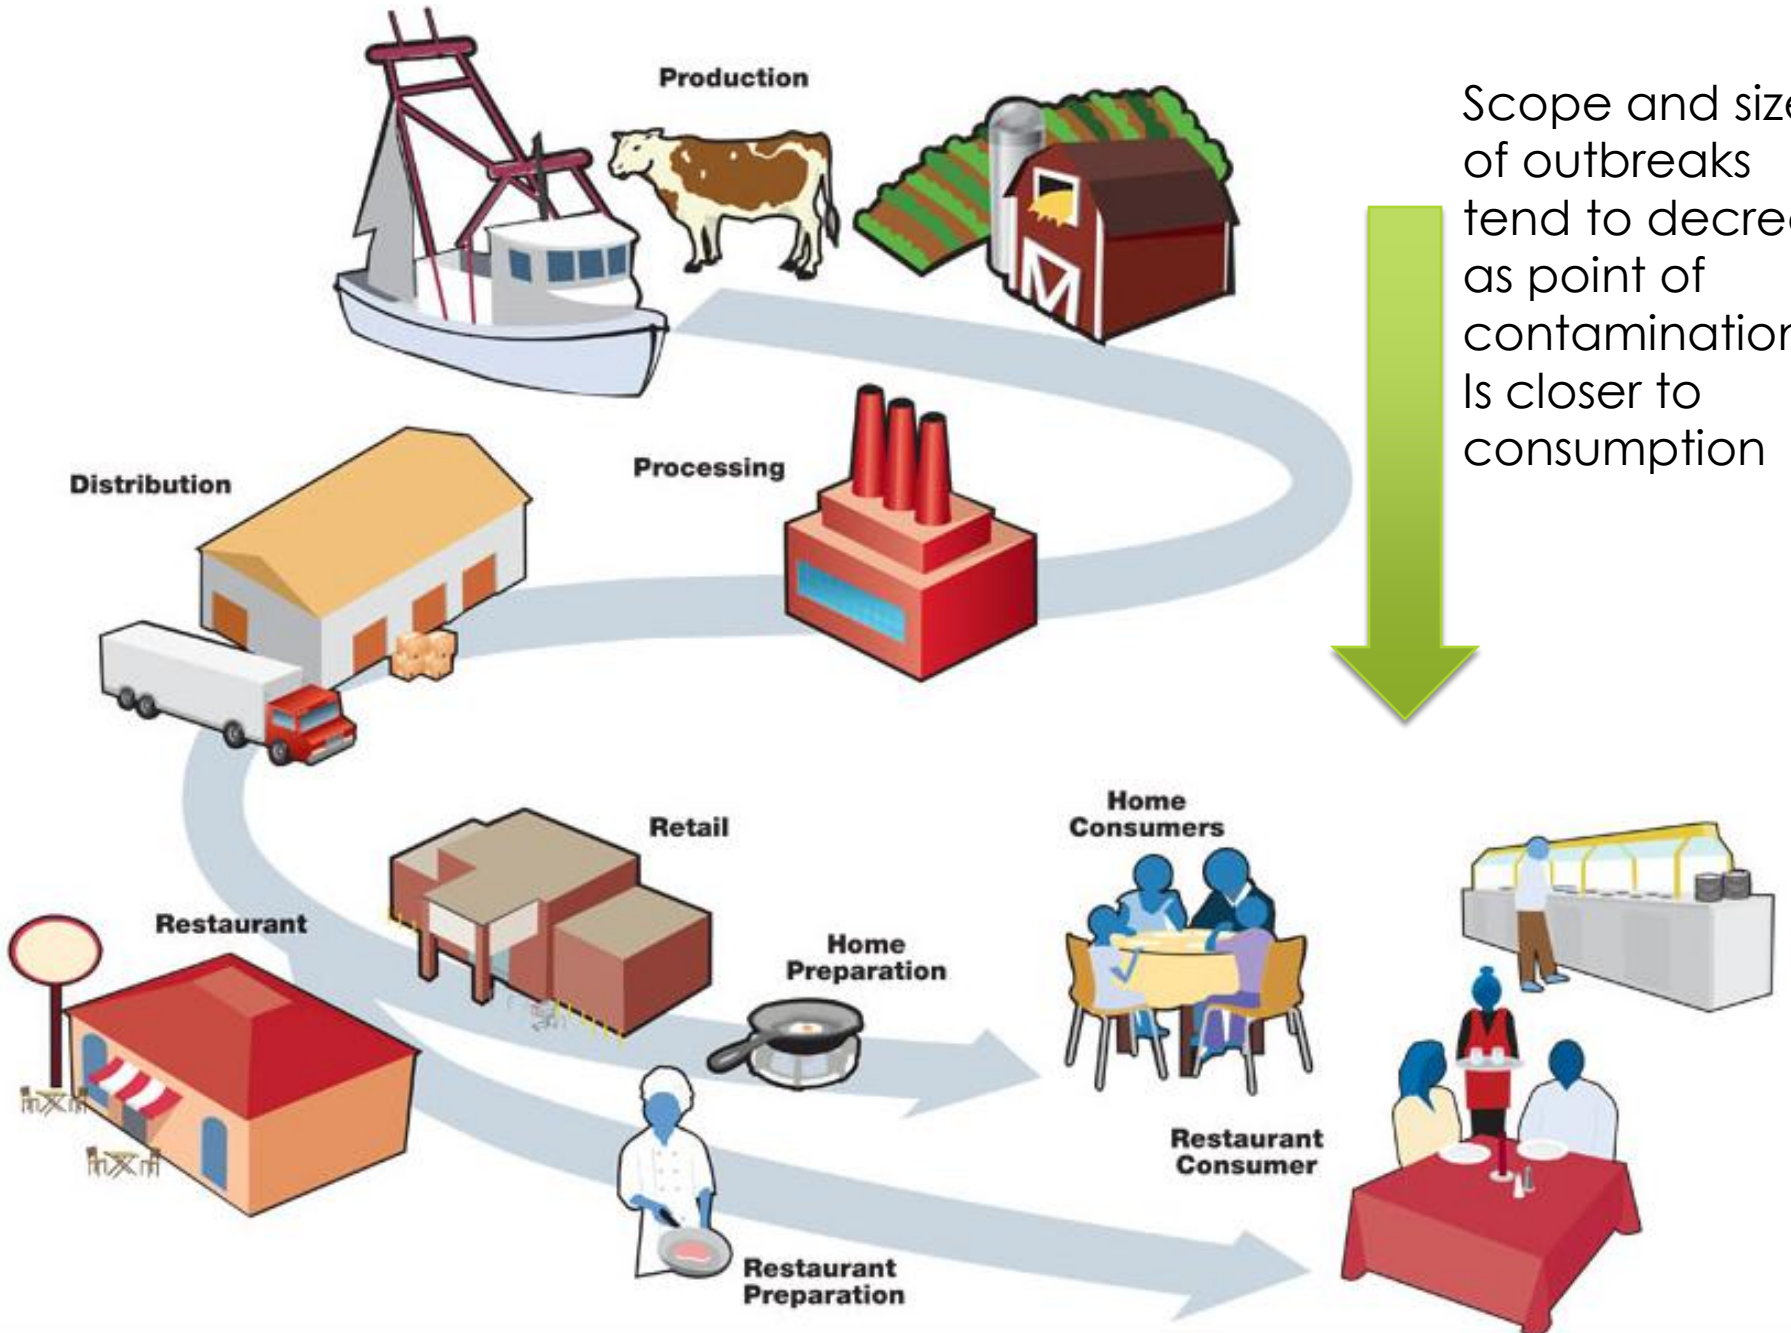 Production
Scope and size
of outbreaks
tend to
as point of
contamination
Is closer to
consumption
Processing
Distribution
Retail
Home
Consumers
Restaurant
Home
Preparation
Restaurant
Consumer
Restaurant
Preparation